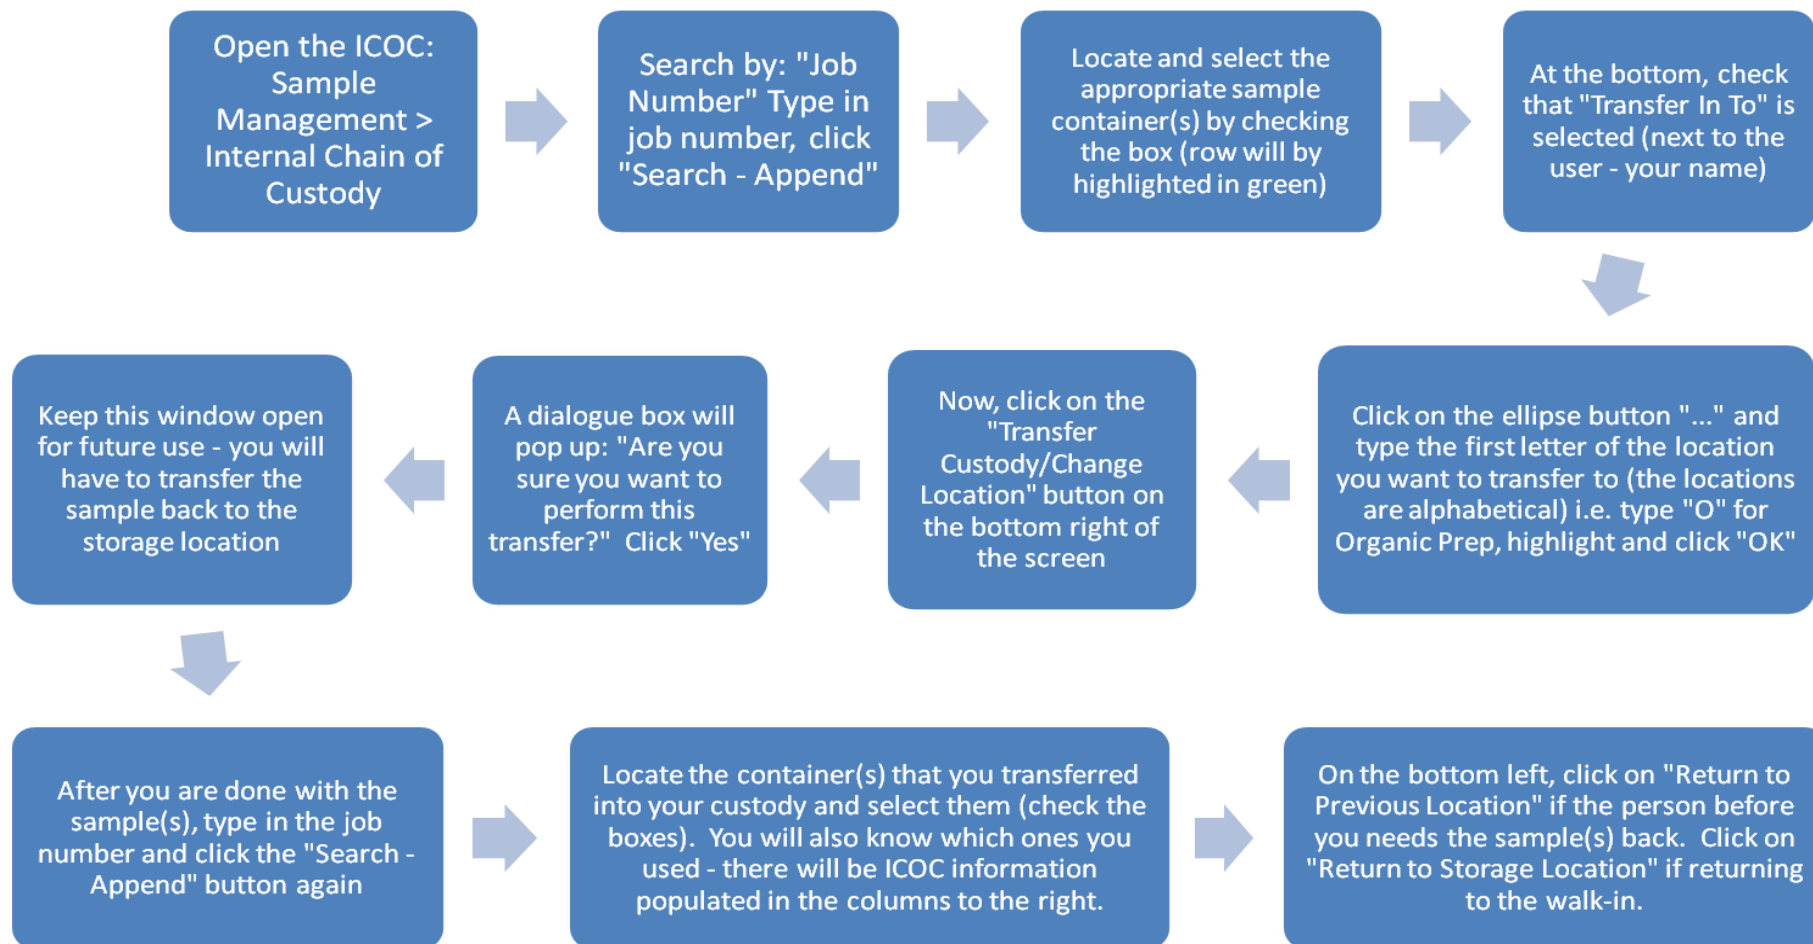 Open the ICOC:
Sample
Management >
Internal Chain of
Custody
Search by: "Job
Number" Type in
job number, click
"Search - Append"
Locate and select the
appropriate sample
container(s) by checking
the box (row will by
highlighted in green)
At the bottom, check
that "Transfer In To" is
selected (next to the
user - your name)
Click on the ellipse button "..." and
type the first letter of the location
you want to transfer to (the locations
are alphabetical) i.e. type "O" for
Organic Prep, highlight and click "OK"
Now, click on the
"Transfer
Custody/Change
Location" button on
the bottom right of
the screen
A dialogue box will
pop up: "Are you
sure you want to
perform this
transfer?" Click "Yes"
Keep this window open
for future use - you will
have to transfer the
sample back to the
storage location
After you are done with the
sample(s), type in the job
number and click the "Search -
Append" button again
Locate the container(s) that you transferred
into your custody and select them (check the
boxes). You will also know which ones you
used - there will be ICOC information
populated in the columns to the right.
On the bottom left, click on "Return to
Previous Location" if the person before
you needs the sample(s) back. Click on
"Return to Storage Location" if returning
to the walk-in.